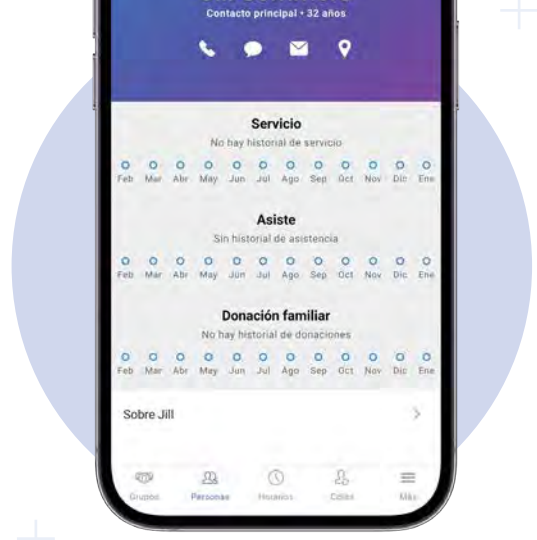 Contacto principal • 32 años
Servicio
No hay historial de servicio
Feb Mar Abr May Jun Jul Ago Sep Oct Nov Dic Ene
Asiste
Sin historial de asistencia
Feb Mar Abr May Jun Jul Ago Sep Oct Nov Dic Ene
Donación familiar
No hay historial de donaciones
Feb Mar Abr May Jun Jul Ago Sep Oct Nov Dic Ene
Sobre Jill
Grupos Personas Horarios Más